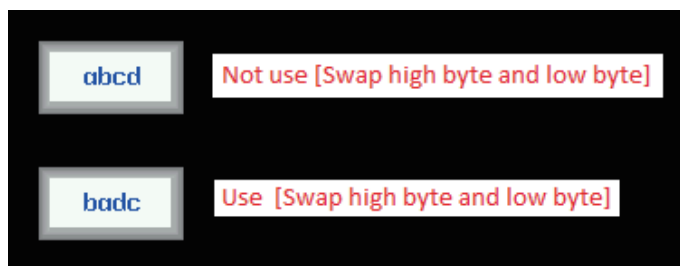 abcd Not use [Swap high byte and low byte]
badc Use [Swap high byte and low byte]